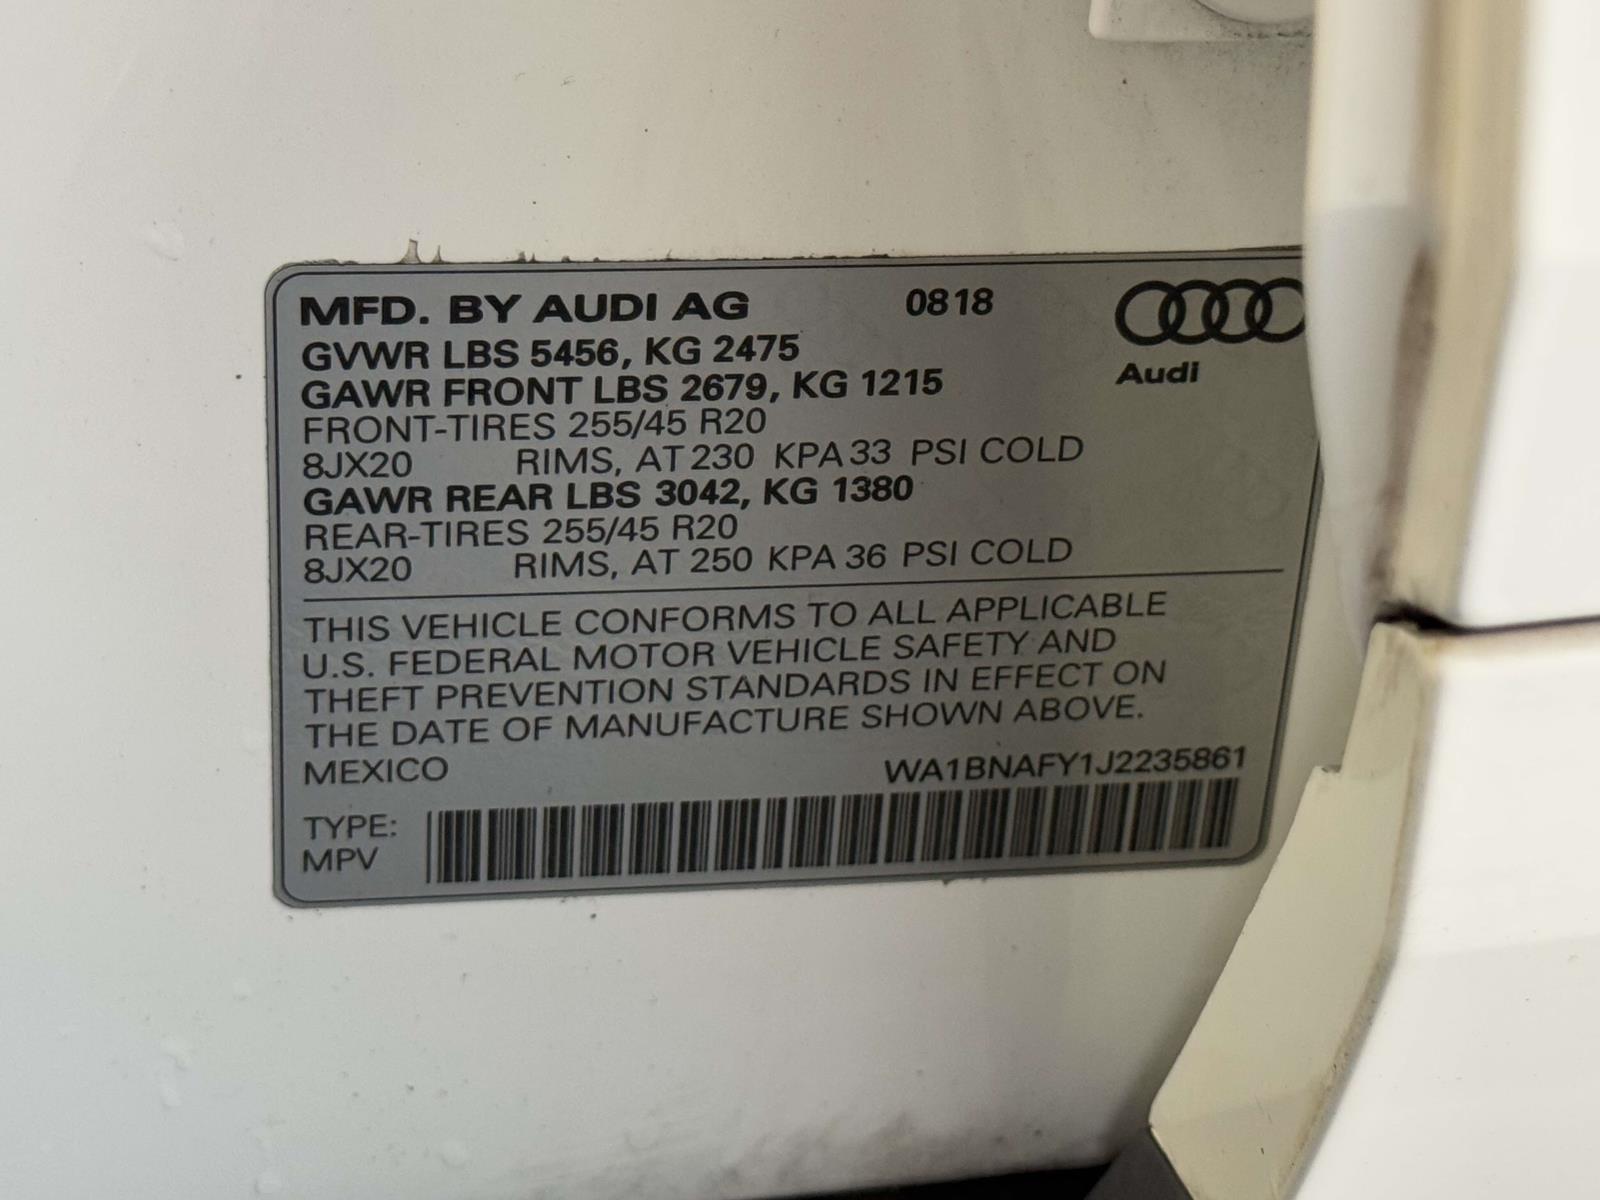 MFD. BY AUDI AG 0818
Audi
GVWR LBS 5456, KG 2475
GAWR FRONT LBS 2679, KG 1215
FRONT-TIRES 255/45 R20
8JX20 RIMS, AT 230 KPA 33 PSI COLD
GAWR REAR LBS 3042, KG 1380
REAR-TIRES 255/45 R20
8JX20 RIMS, AT 250 KPA 36 PSI COLD
THIS VEHICLE CONFORMS TO ALL APPLICABLE
U.S. FEDERAL MOTOR VEHICLE SAFETY AND
THEFT PREVENTION STANDARDS IN EFFECT ON
THE DATE OF MANUFACTURE SHOWN ABOVE.
MEXICO WA1BNAFY1J2235861
TYPE:
MPV